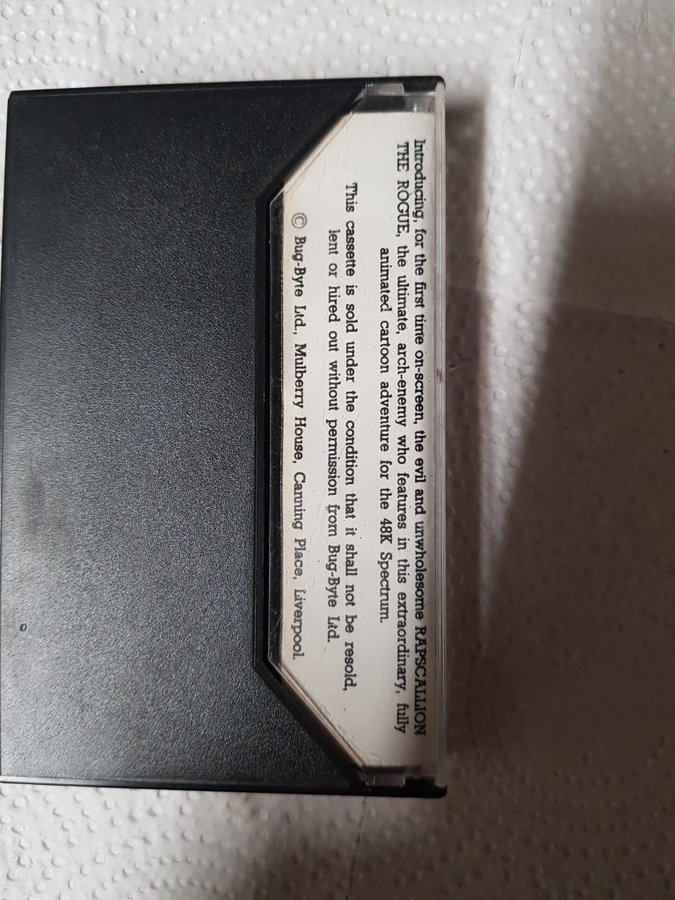 Introducing, for the first time on-screen, the evil and unwholesome RAPSCALLION
THE ROGUE, the ultimate, arch-enemy who features in this extraordinary, fully
animated cartoon adventure for the 48K Spectrum.
This cassette is sold under the condition that it shall not be resold,
lent or hired out without permission from Bug-Byte Ltd.
© Bug-Byte Ltd., Mulberry House, Canning Place, Liverpool.